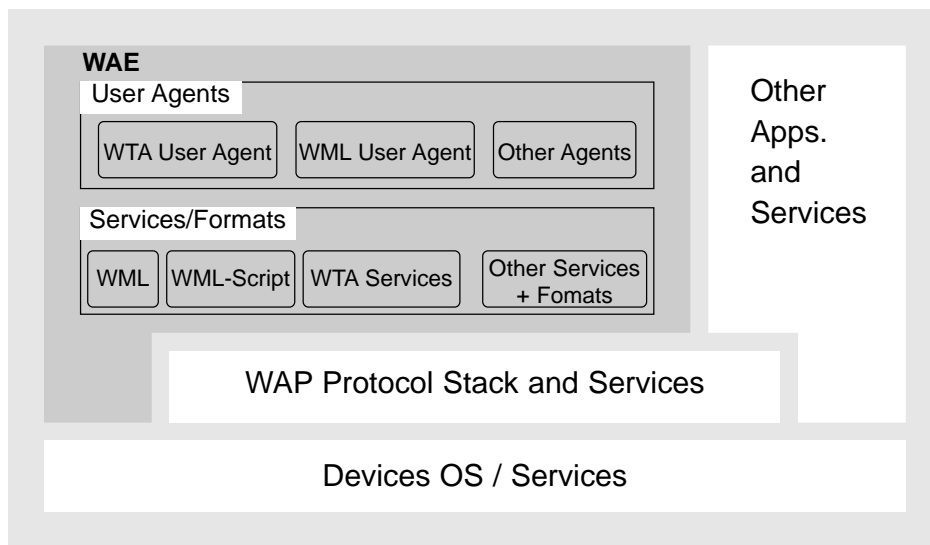 WAE
User Agents
WTA User Agent
WML User Agent
Other Agents
Services/Formats
WML
WML-Script
WTA Services
Other Services
+ Fomats
Other
Apps.
and
Services
WAP Protocol Stack and Services
Devices OS / Services